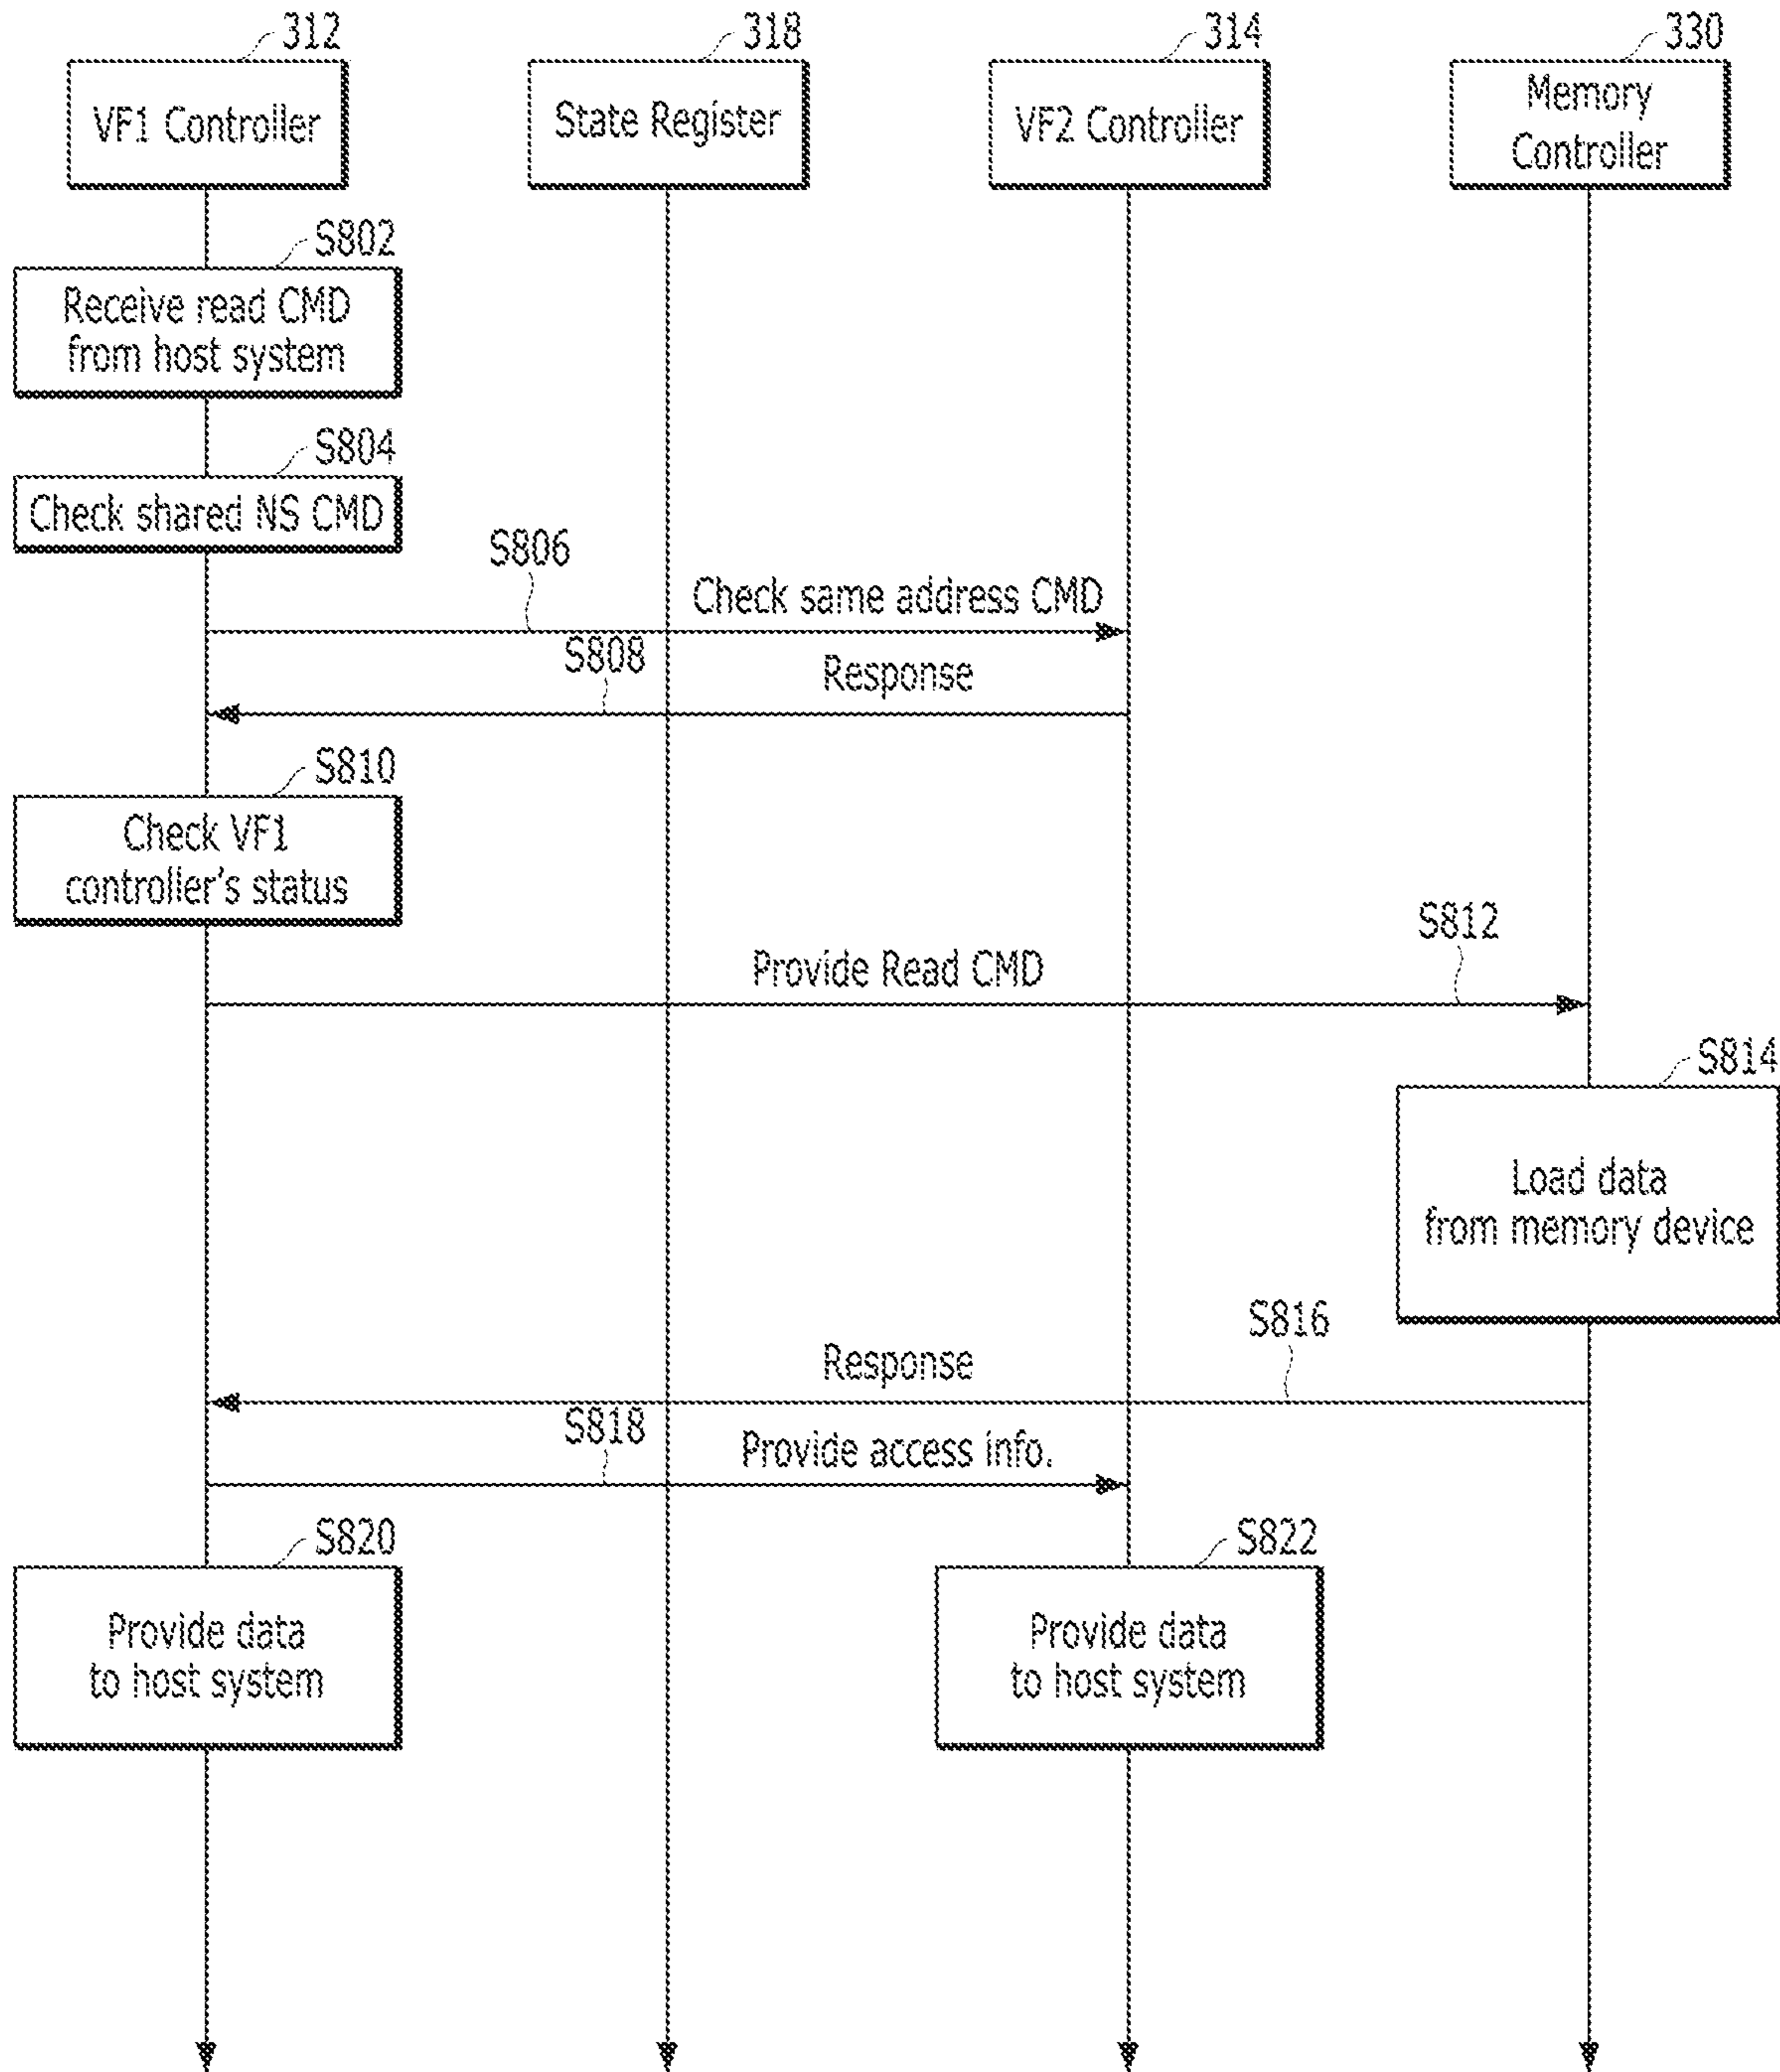 312
318
314
330
VF1 Controller
State Register
VF2 Controller
Memory
Controller
S802
Receive read CMD
from host system
S804
Check shared NS CMD
S806
Check same address CMD
S808
Response
S810
Check VF1
controller's status
S812
Provide Read CMD
S814
Load data
from memory device
S816
Response
S818
Provide access info.
S820
Provide data
to host system
S822
Provide data
to host system